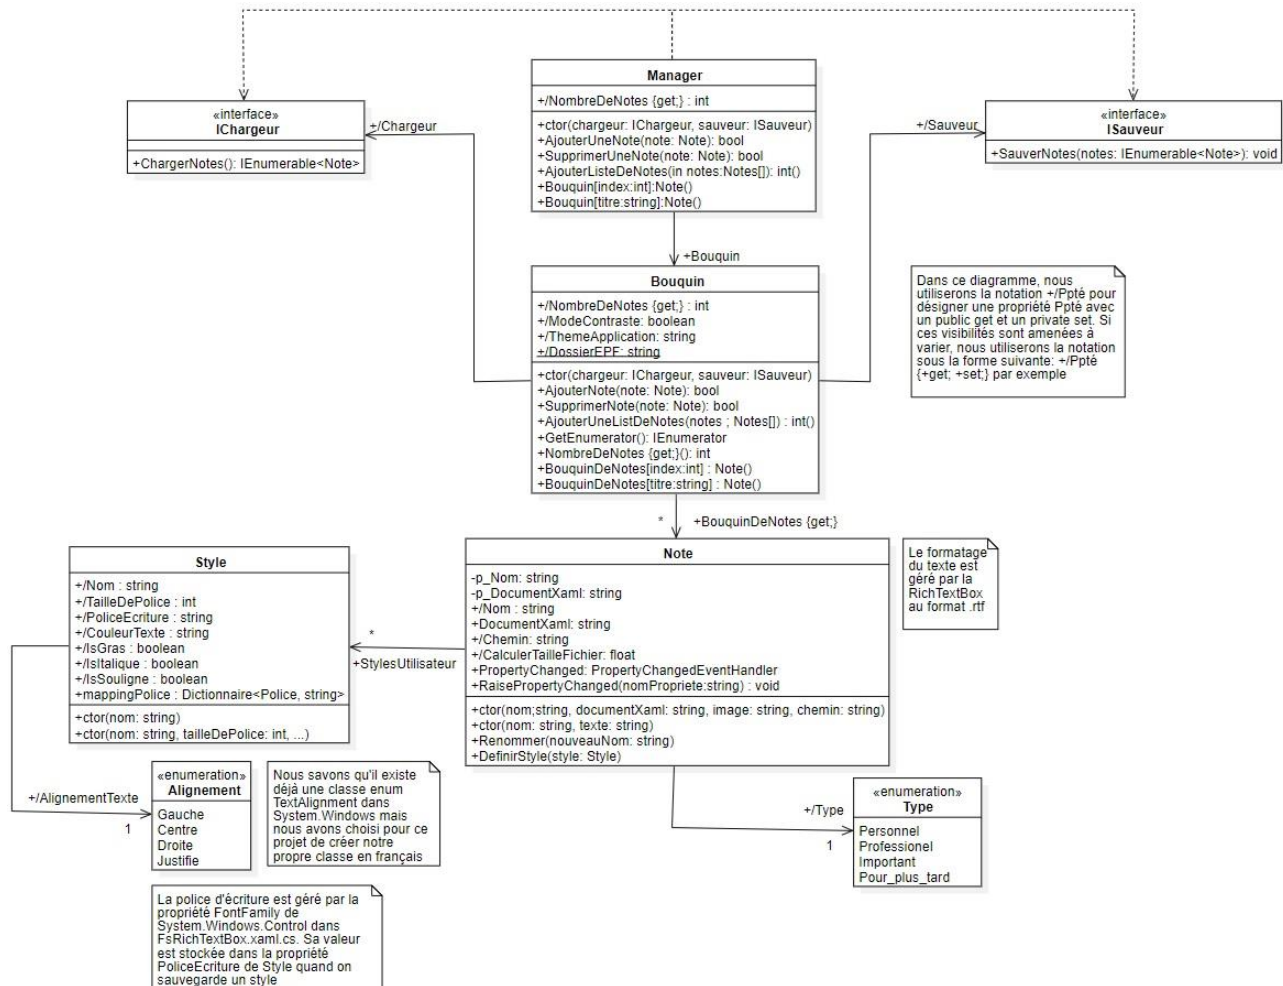 Manager
+/NombreDeNotes {get;} : int
+ctor(chargeur: IChargeur, sauveur: ISauveur)
+AjouterUneNote(note: Note): bool
+SupprimerUneNote(note: Note): bool
+AjouterListeDeNotes(in notes:Notes[]): int()
+Bouquin[index:int]:Note()
+Bouquin[titre:string]:Note()
«interface»
IChargeur
+ChargerNotes(): IEnumerable<Note>
+/Chargeur
+/Sauveur
«interface»
ISauveur
+SauverNotes(notes: IEnumerable<Note>): void
+Bouquin
Bouquin
+/NombreDeNotes {get;} : int
+/ModeContraste: boolean
+/ThemeApplication: string
+/DossierEPF: string
+ctor(chargeur: IChargeur, sauveur: ISauveur)
+AjouterNote(note: Note): bool
+SupprimerNote(note: Note): bool
+AjouterUneListDeNotes(notes ; Notes[]) : int()
+GetEnumerator(): IEnumerator
+NombreDeNotes {get;}(): int
+BouquinDeNotes[index:int] : Note()
+BouquinDeNotes[titre:string] : Note()
Dans ce diagramme, nous
utiliserons la notation +/Ppté pour
désigner une propriété Ppté avec
un public get et un private set. Si
ces visibilités sont amenées à
varier, nous utiliserons la notation
sous la forme suivante: +/Ppté
{+get; +set;} par exemple
*
+BouquinDeNotes {get;}
Note
-p_Nom: string
-p_DocumentXaml: string
+/Nom : string
+DocumentXaml: string
+/Chemin: string
+/CalculerTailleFichier: float
+PropertyChanged: PropertyChangedEventHandler
+RaisePropertyChanged(nomPropriete:string) : void
+ctor(nom;string, documentXaml: string, image: string, chemin: string)
+ctor(nom: string, texte: string)
+Renommer(nouveauNom: string)
+DefinirStyle(style: Style)
Le formatage
du texte est
géré par la
RichTextBox
au format .rtf
*
+StylesUtilisateur
Style
+/Nom : string
+/TailleDePolice : int
+/PoliceEcriture : string
+/CouleurTexte : string
+/IsGras : boolean
+/IsItalique : boolean
+/IsSouligne : boolean
+mappingPolice : Dictionnaire<Police, string>
+ctor(nom: string)
+ctor(nom: string, tailleDePolice: int, ...)
+/AlignementTexte
1
«enumeration»
Alignement
Gauche
Centre
Droite
Justifie
Nous savons qu'il existe
déjà une classe enum
TextAlignment dans
System.Windows mais
nous avons choisi pour ce
projet de créer notre
propre classe en français
+/Type
1
«enumeration»
Type
Personnel
Professionel
Important
Pour_plus_tard
La police d'écriture est géré par la
propriété FontFamily de
System.Windows.Control dans
FsRichTextBox.xaml.cs. Sa valeur
est stockée dans la propriété
PoliceEcriture de Style quand on
sauvegarde un style